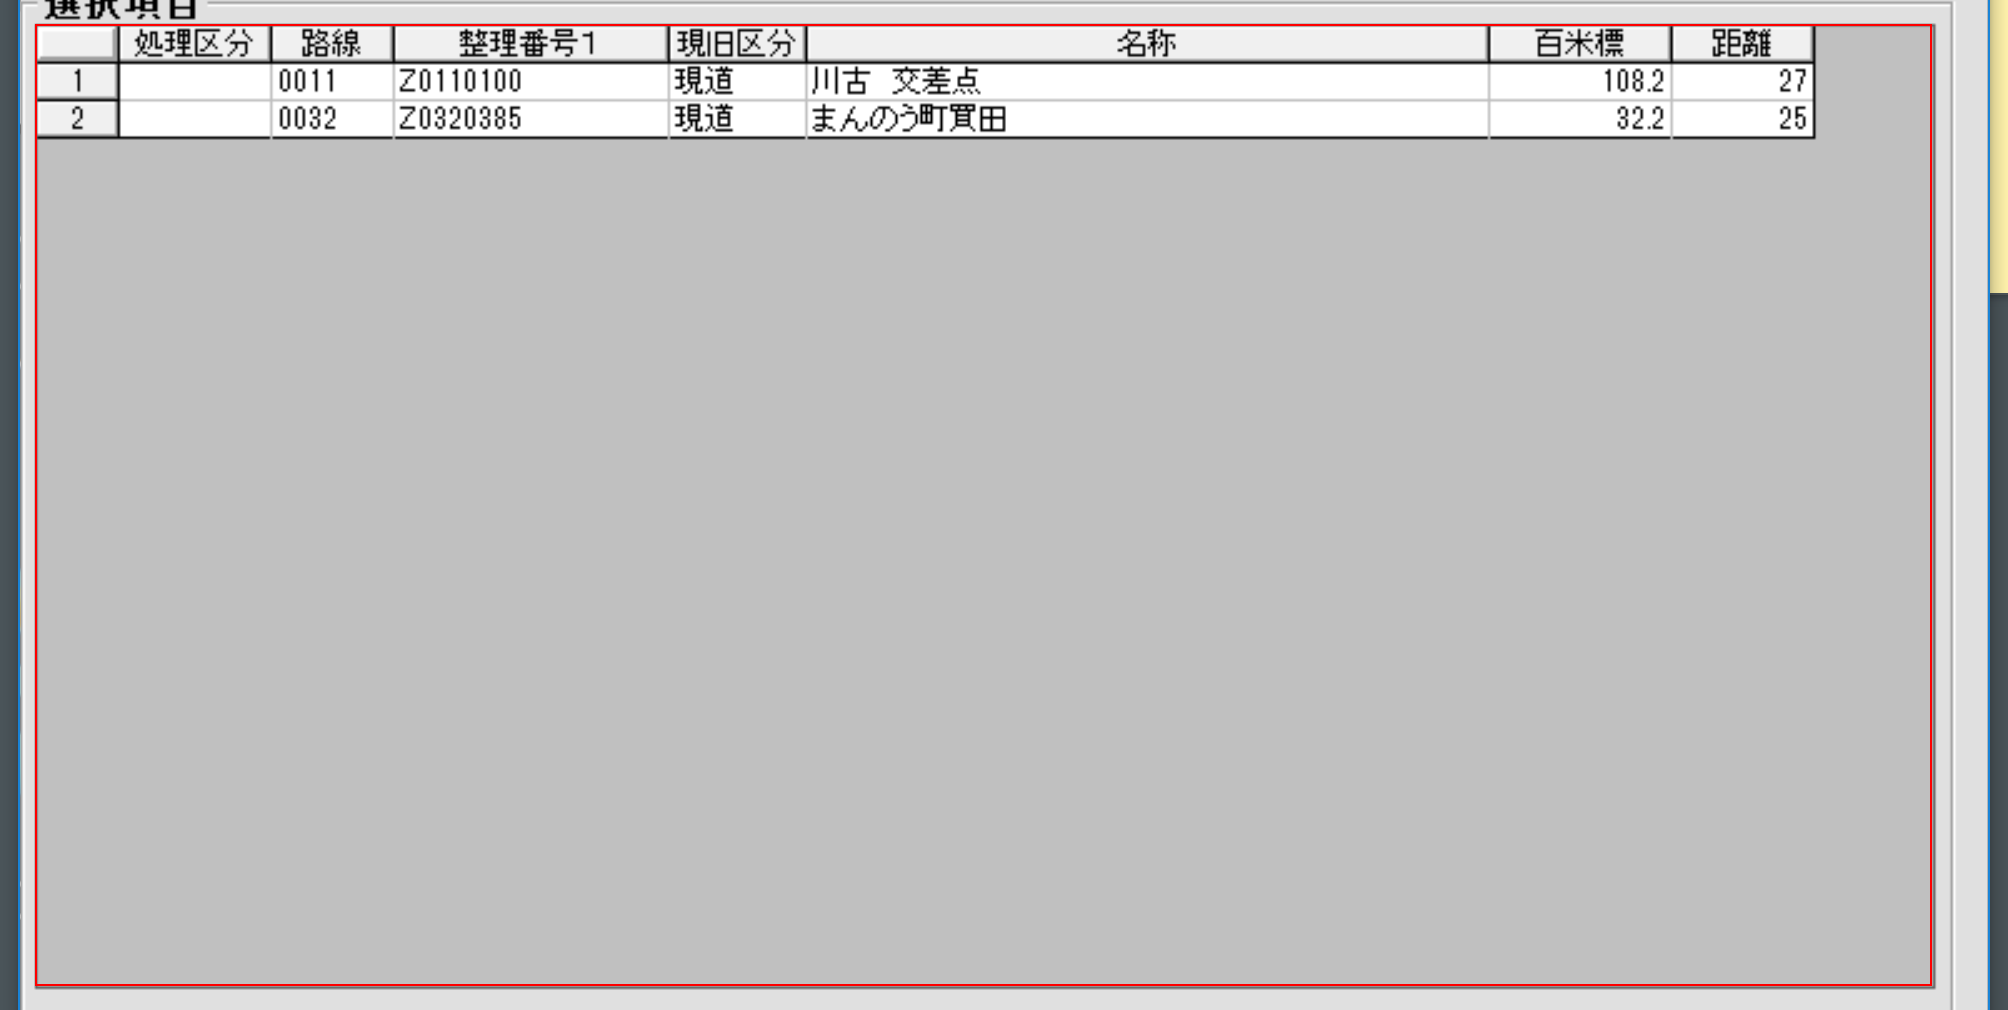 選択項目
処理区分 路線 整理番号1 現旧区分 名称 百米標 距離
1 0011 Z0110100 現道 川古　交差点 108.2 27
2 0032 Z0320385 現道 まんのう町買田 32.2 25